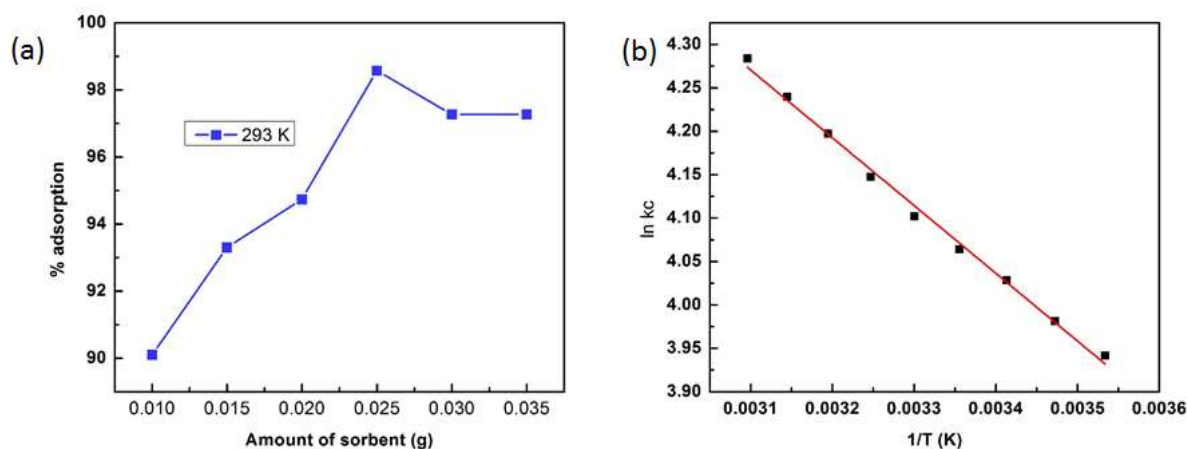 (a)
100
98
96
94
92
90
% adsorption
293 K
0.010 0.015 0.020 0.025 0.030 0.035
Amount of sorbent (g)
(b)
4.30
4.25
4.20
4.15
4.10
4.05
4.00
3.95
3.90
ln kc
0.0031 0.0032 0.0033 0.0034 0.0035 0.0036
1/T (K)